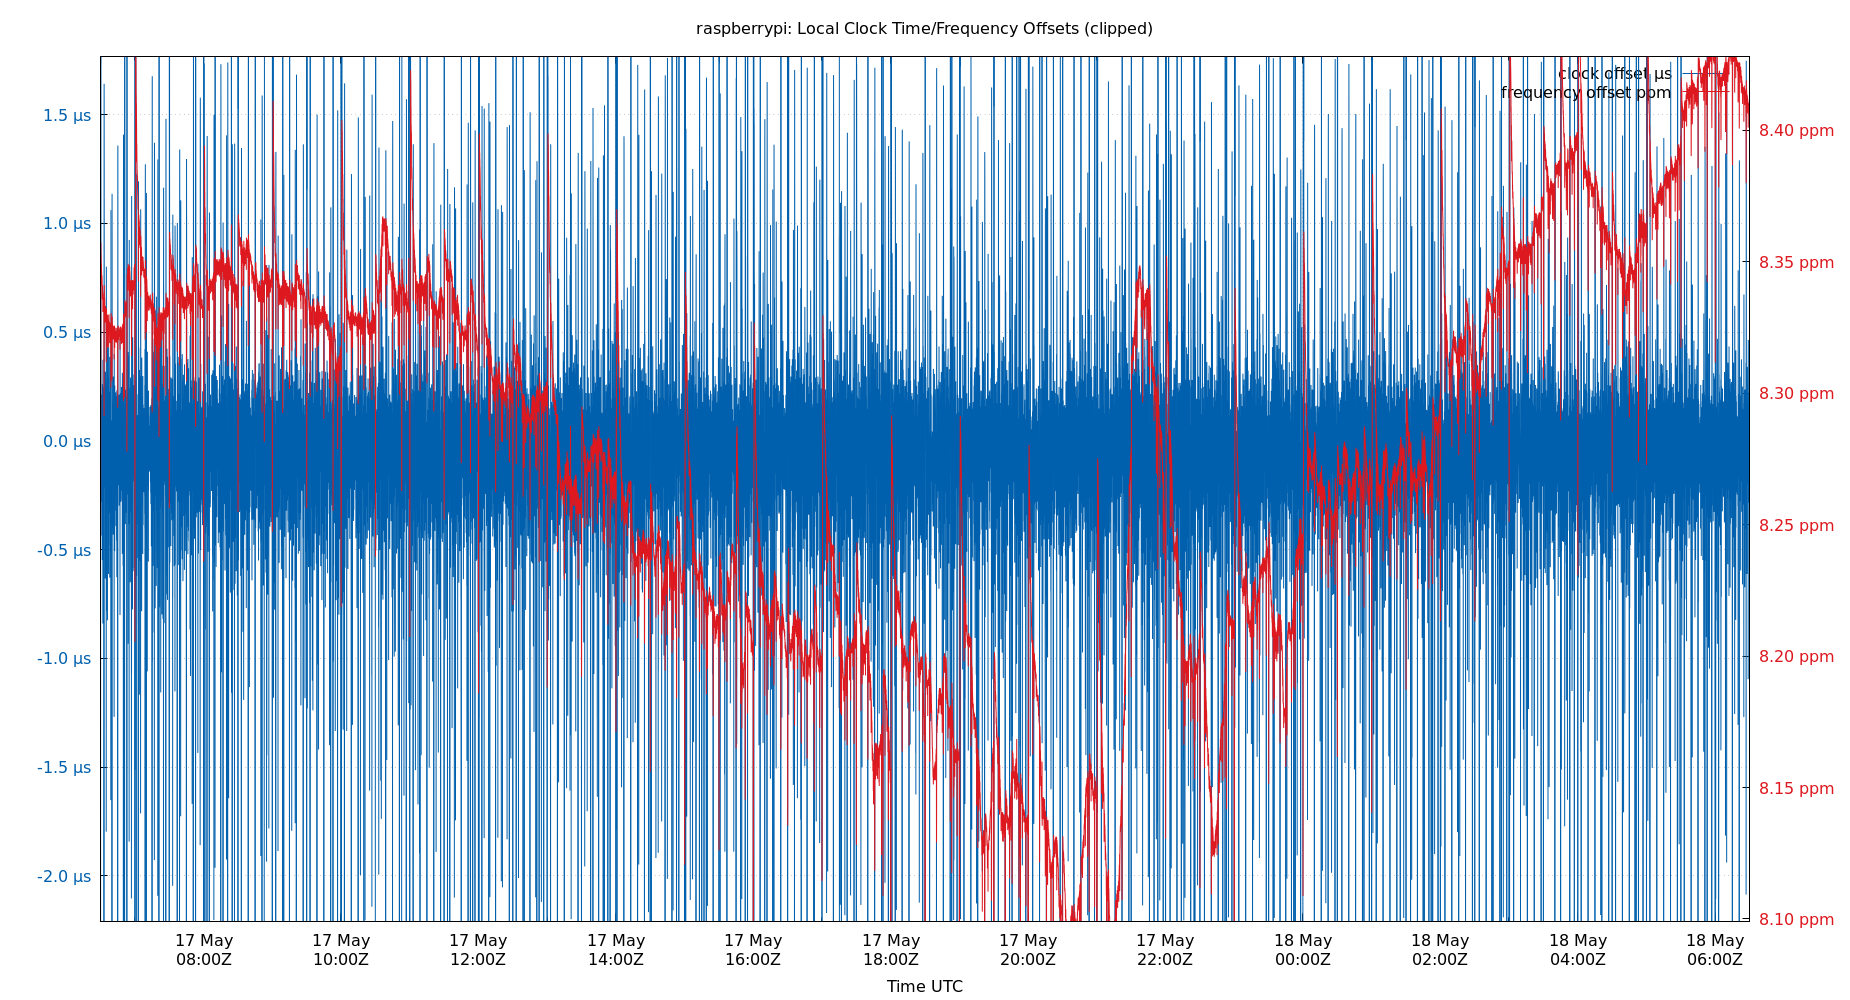 raspberrypi: Local Clock Time/Frequency Offsets (clipped)
clock offset µs
frequency offset ppm
1.5 µs
1.0 µs
0.5 µs
0.0 µs
-0.5 µs
-1.0 µs
-1.5 µs
-2.0 µs
8.40 ppm
8.35 ppm
8.30 ppm
8.25 ppm
8.20 ppm
8.15 ppm
8.10 ppm
17 May
08:00Z
17 May
10:00Z
17 May
12:00Z
17 May
14:00Z
17 May
16:00Z
17 May
18:00Z
17 May
20:00Z
17 May
22:00Z
18 May
00:00Z
18 May
02:00Z
18 May
04:00Z
18 May
06:00Z
Time UTC